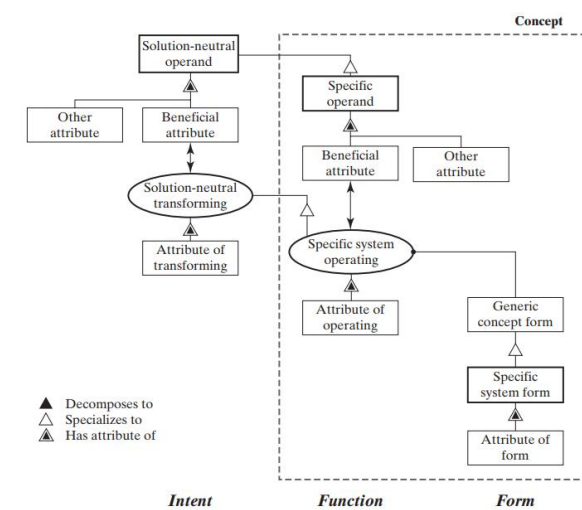 Concept
Solution-neutral
operand
Specific
operand
Other
attribute
Beneficial
attribute
Beneficial
attribute
Other
attribute
Solution-neutral
transforming
Specific system
operating
Attribute of
transforming
Attribute of
operating
Generic
concept form
Specific
system form
Attribute of
form
Decomposes to
Specializes to
Has attribute of
Intent
Function
Form